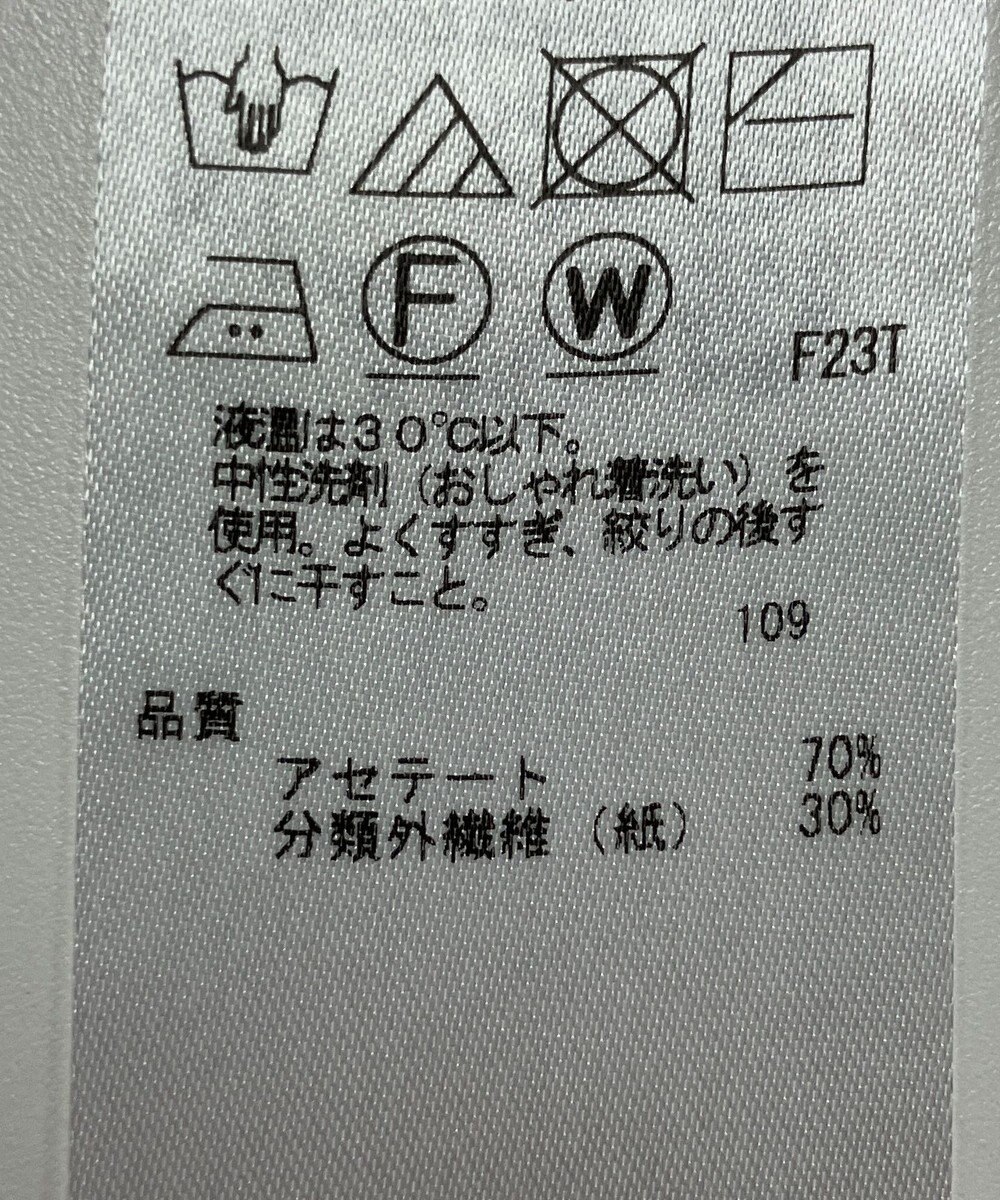 F
W
F23T
液温は30℃以下。
中性洗剤（おしゃれ着洗い）を
使用。よくすすぎ、絞りの後す
ぐに干すこと。
109
品質
アセテート 70%
分類外繊維（紙） 30%